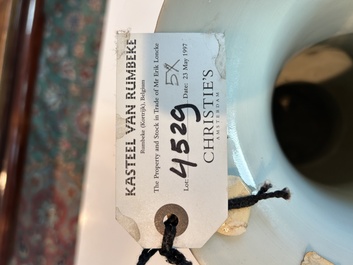 KASTEEL VAN RUMBEKE
Rumbeke (Kortrijk), Belgium
The Property and Stock in Trade of Mr Erik Loncke
5X
Lot: 4529 Date: 23 May 1997
CHRISTIE'S
AMSTERDAM